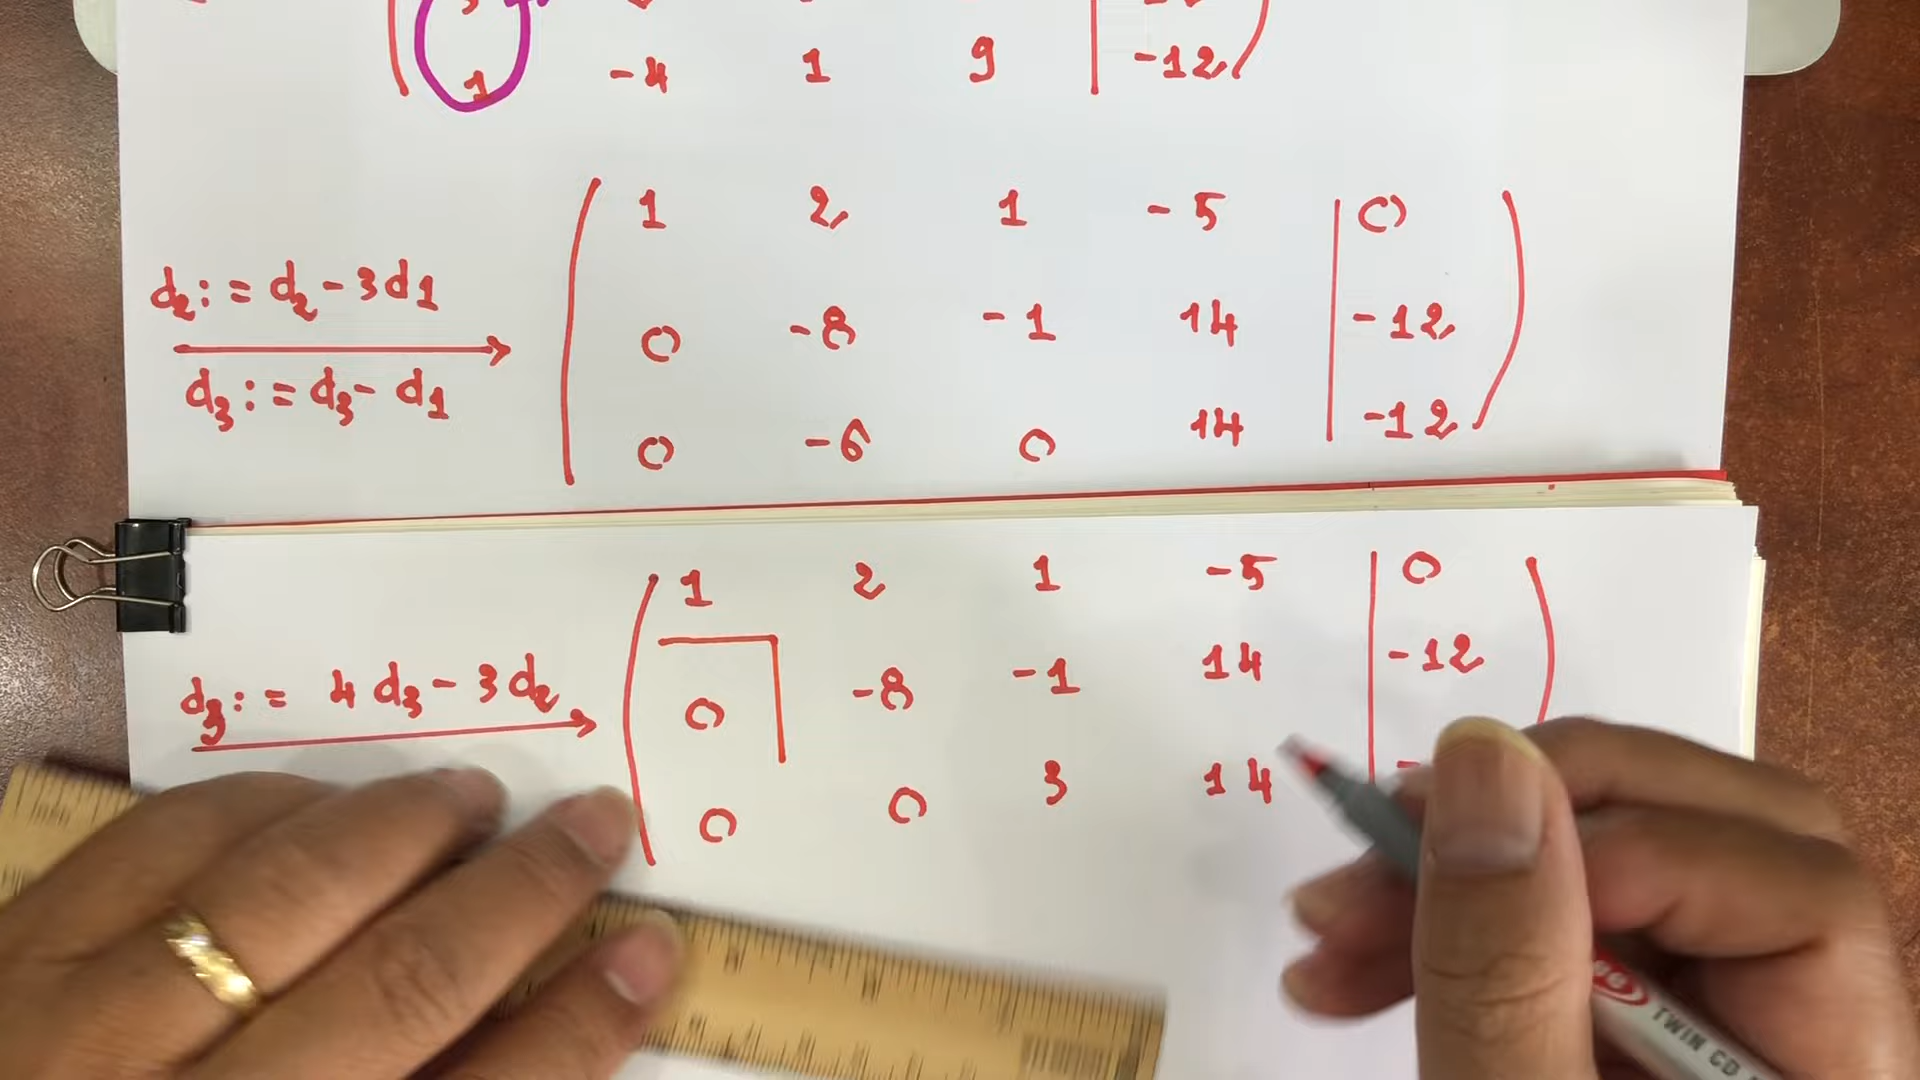 1 -4 1 9 -12
1 2 1 -5 0
d2 := d2 - 3d1
0 -8 -1 14 -12
d3 := d3 - d1
0 -6 0 14 -12
1 2 1 -5 0
d3 := 4d3 - 3d2
0 -8 -1 14 -12
0 0 3 14 -
TWIN CD